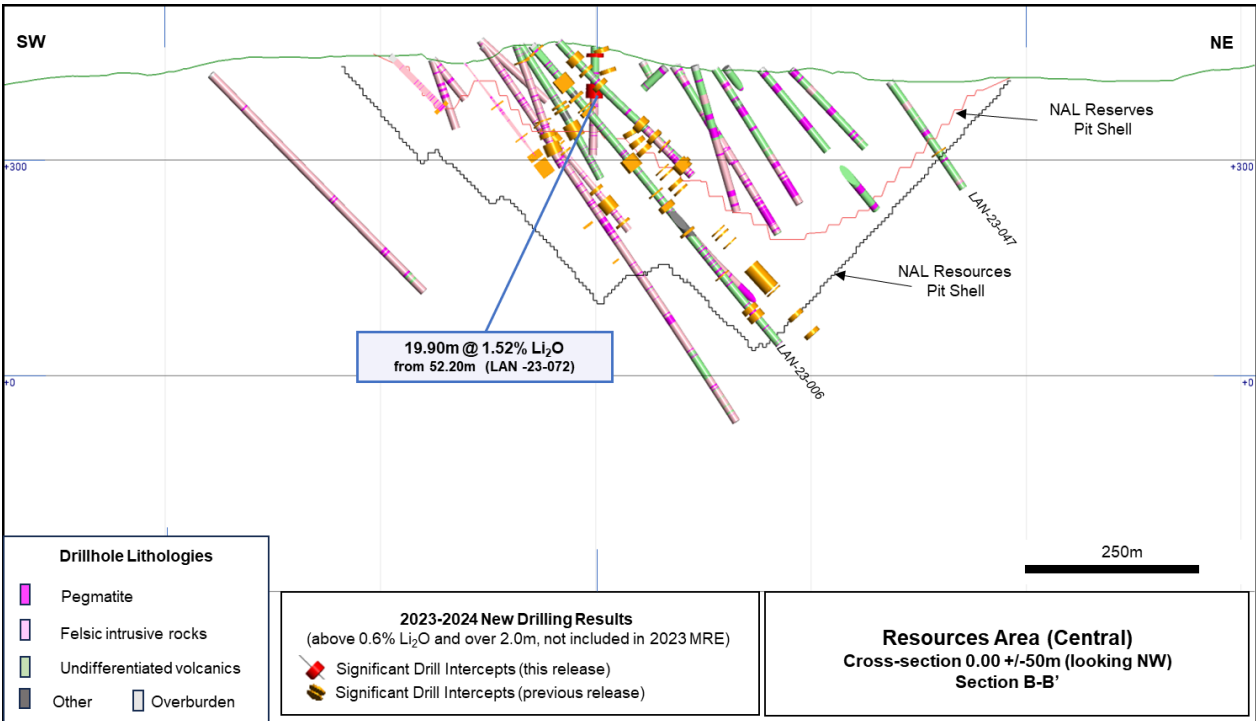 SW
NE
NAL Reserves
Pit Shell
+300
+300
LAN-23-047
NAL Resources
Pit Shell
19.90m @ 1.52% Li₂O
from 52.20m (LAN -23-072)
LAN-23-006
+0
+0
250m
Drillhole Lithologies
Pegmatite
Felsic intrusive rocks
Undifferentiated volcanics
Other
Overburden
2023-2024 New Drilling Results
(above 0.6% Li₂O and over 2.0m, not included in 2023 MRE)
Significant Drill Intercepts (this release)
Significant Drill Intercepts (previous release)
Resources Area (Central)
Cross-section 0.00 +/-50m (looking NW)
Section B-B’